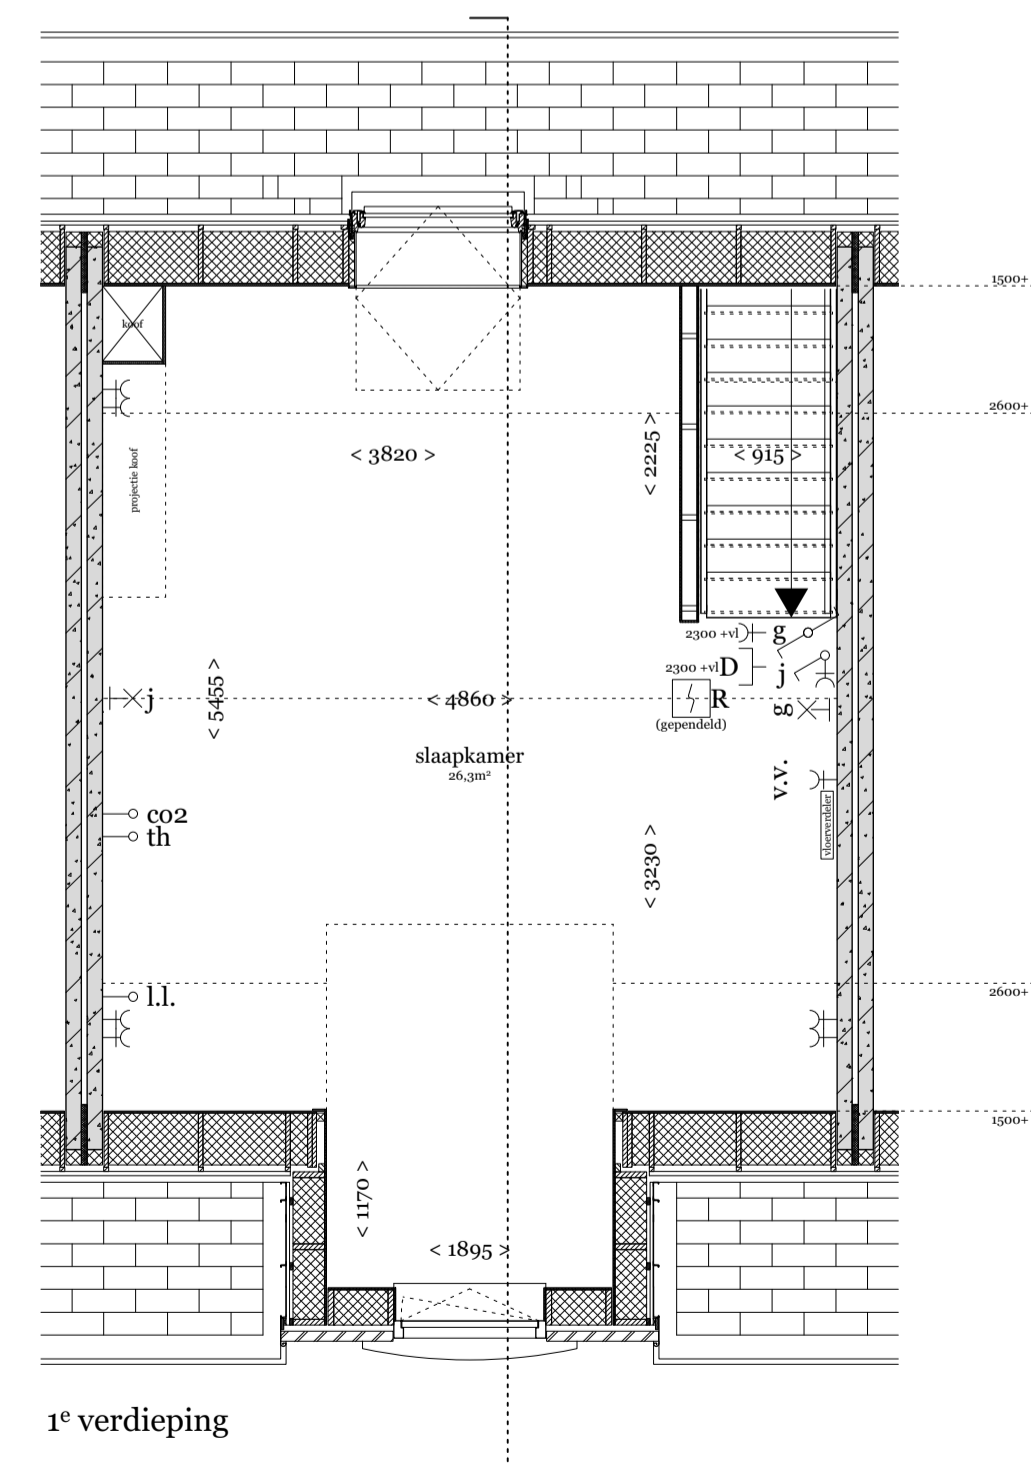 1500+
koof
2600+
projectie koof
< 3820 >
< 2225 >
< 915 >
2300 +vl
g
2300 +vl
D
j
R
(gependeld)
g
j
< 5455 >
< 4860 >
slaapkamer
26,3m²
v.v.
vloerverdeler
co2
th
< 3230 >
2600+
l.l.
1500+
< 1170 >
< 1895 >
1e verdieping